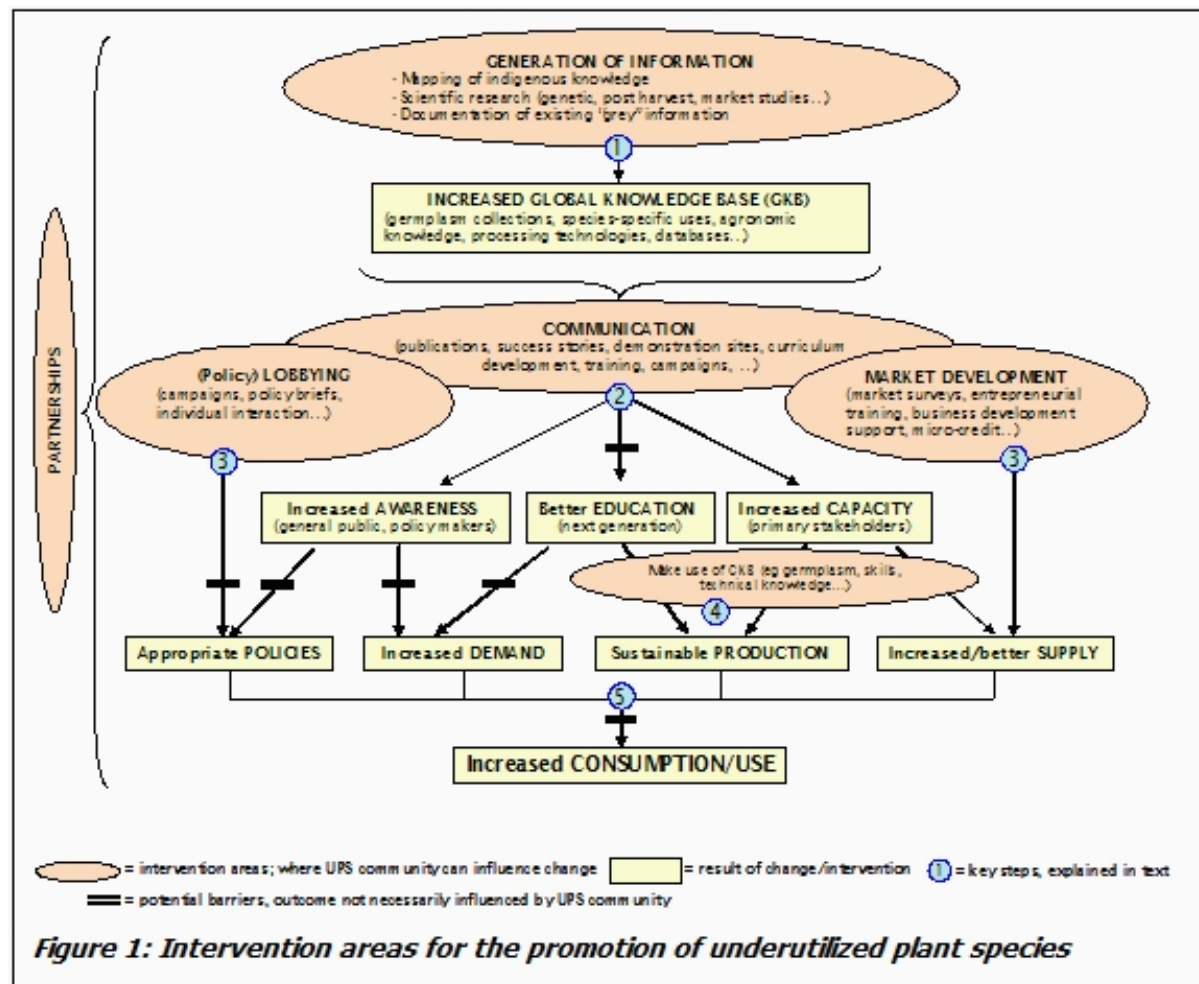 GENERATION OF INFORMATION
- Mapping of indigenous knowledge
- Scientific research (genetic, post harvest, market studies...)
- Documentation of existing "grey" information
1
INCREASED GLOBAL KNOWLEDGE BASE (GKB)
(germplasm collections, species-specific uses, agronomic
knowledge, processing technologies, databases...)
PARTNERSHIPS
COMMUNICATION
(publications, success stories, demonstration sites, curriculum
development, training, campaigns, ...)
2
(Policy) LOBBYING
(campaigns, policy briefs,
individual interaction...)
3
MARKET DEVELOPMENT
(market surveys, entrepreneurial
training, business development
support, micro-credit...)
3
Increased AWARENESS
(general public, policy makers)
Better EDUCATION
(next generation)
Increased CAPACITY
(primary stakeholders)
Make use of GKB (eg germplasm, skills,
technical knowledge...)
4
Appropriate POLICIES
Increased DEMAND
Sustainable PRODUCTION
Increased/better SUPPLY
5
Increased CONSUMPTION/USE
= intervention areas; where UPS community can influence change
= result of change/intervention
1 = key steps, explained in text
= potential barriers, outcome not necessarily influenced by UPS community
Figure 1: Intervention areas for the promotion of underutilized plant species